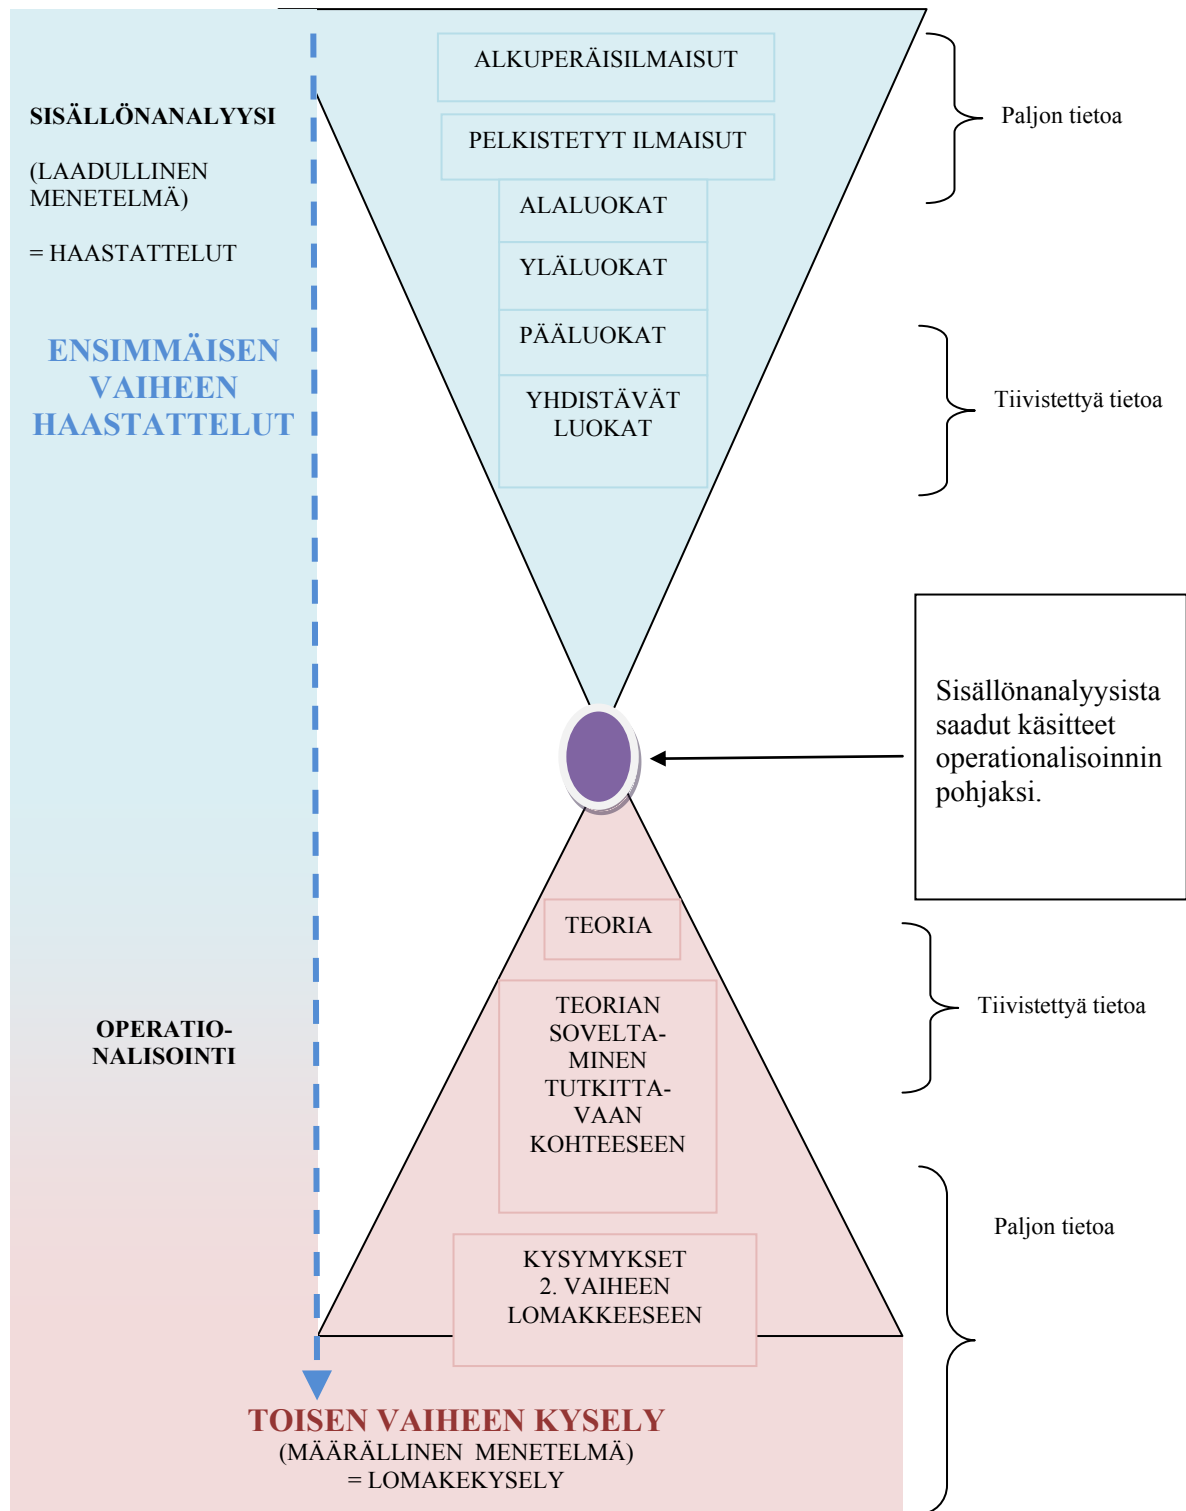 ALKUPERÄISILMAISUT
PELKISTETYT ILMAISUT
ALALUOKAT
YLÄLUOKAT
PÄÄLUOKAT
YHDISTÄVÄT
LUOKAT
SISÄLLÖNANALYYSI
(LAADULLINEN
MENETELMÄ)
= HAASTATTELUT
ENSIMMÄISEN
VAIHEEN
HAASTATTELUT
Paljon tietoa
Tiivistettyä tietoa
Sisällönanalyysista
saadut käsitteet
operationalisoinnin
pohjaksi.
TEORIA
TEORIAN
SOVELTA-
MINEN
TUTKITTA-
VAAN
KOHTEESEEN
OPERATIO-
NALISOINTI
Tiivistettyä tietoa
Paljon tietoa
KYSYMYKSET
2. VAIHEEN
LOMAKKEESEEN
TOISEN VAIHEEN KYSELY
(MÄÄRÄLLINEN MENETELMÄ)
= LOMAKEKYSELY